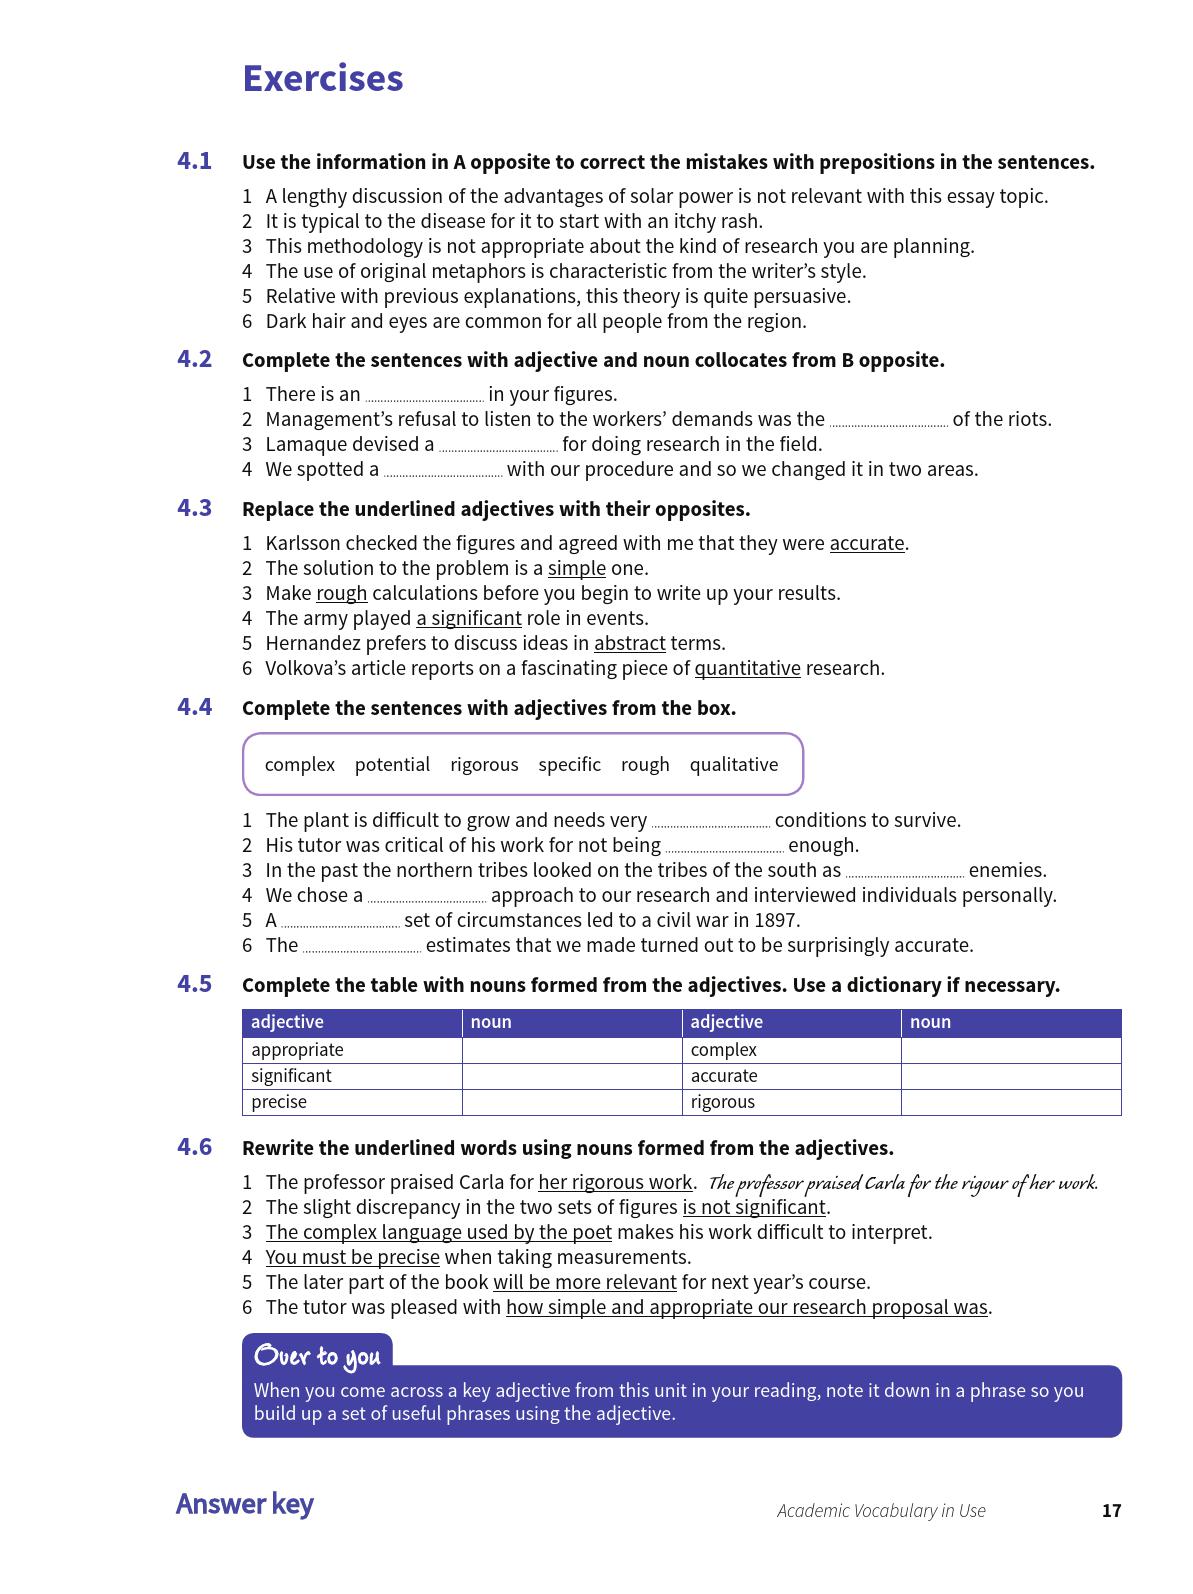 Exercises
4.1 Use the information in A opposite to correct the mistakes with prepositions in the sentences.
1 A lengthy discussion of the advantages of solar power is not relevant with this essay topic.
2 It is typical to the disease for it to start with an itchy rash.
3 This methodology is not appropriate about the kind of research you are planning.
4 The use of original metaphors is characteristic from the writer's style.
5 Relative with previous explanations, this theory is quite persuasive.
6 Dark hair and eyes are common for all people from the region.
4.2 Complete the sentences with adjective and noun collocates from B opposite.
1 There is an .............................. in your figures.
2 Management's refusal to listen to the workers' demands was the .............................. of the riots.
3 Lamaque devised a .............................. for doing research in the field.
4 We spotted a .............................. with our procedure and so we changed it in two areas.
4.3 Replace the underlined adjectives with their opposites.
1 Karlsson checked the figures and agreed with me that they were accurate.
2 The solution to the problem is a simple one.
3 Make rough calculations before you begin to write up your results.
4 The army played a significant role in events.
5 Hernandez prefers to discuss ideas in abstract terms.
6 Volkova's article reports on a fascinating piece of quantitative research.
4.4 Complete the sentences with adjectives from the box.
complex potential rigorous specific rough qualitative
1 The plant is difficult to grow and needs very .............................. conditions to survive.
2 His tutor was critical of his work for not being .............................. enough.
3 In the past the northern tribes looked on the tribes of the south as .............................. enemies.
4 We chose a .............................. approach to our research and interviewed individuals personally.
5 A .............................. set of circumstances led to a civil war in 1897.
6 The .............................. estimates that we made turned out to be surprisingly accurate.
4.5 Complete the table with nouns formed from the adjectives. Use a dictionary if necessary.
adjective noun adjective noun
appropriate complex
significant accurate
precise rigorous
4.6 Rewrite the underlined words using nouns formed from the adjectives.
1 The professor praised Carla for her rigorous work. The professor praised Carla for the rigour of her work.
2 The slight discrepancy in the two sets of figures is not significant.
3 The complex language used by the poet makes his work difficult to interpret.
4 You must be precise when taking measurements.
5 The later part of the book will be more relevant for next year's course.
6 The tutor was pleased with how simple and appropriate our research proposal was.
Over to you
When you come across a key adjective from this unit in your reading, note it down in a phrase so you
build up a set of useful phrases using the adjective.
Answer key Academic Vocabulary in Use 17